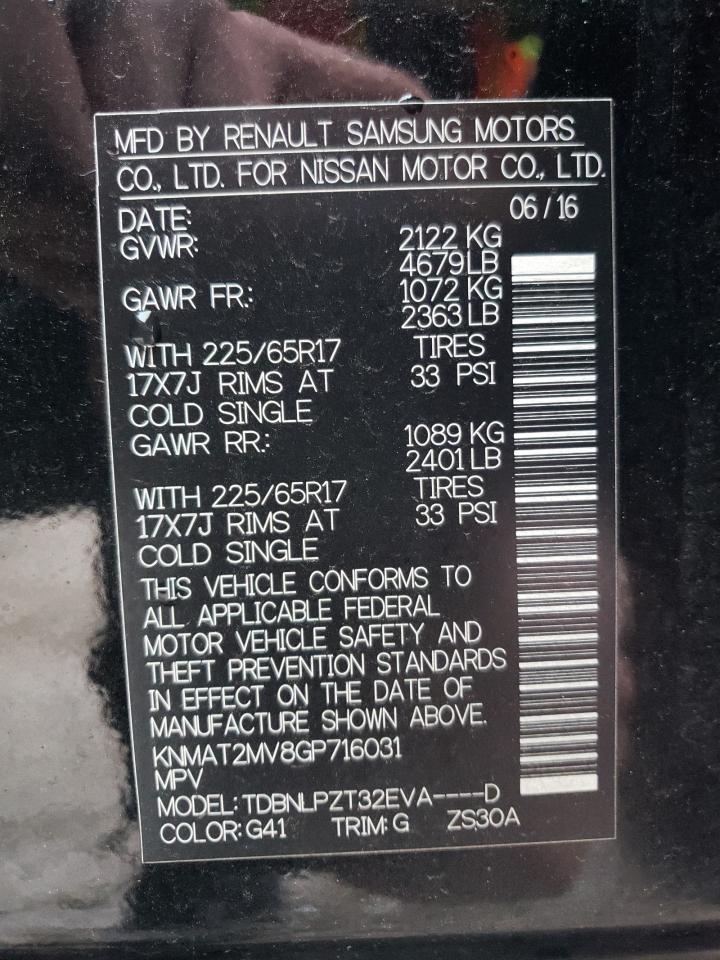 MFD BY RENAULT SAMSUNG MOTORS
CO., LTD. FOR NISSAN MOTOR CO., LTD.
DATE: 06/16
GVWR: 2122 KG
4679 LB
GAWR FR.: 1072 KG
2363 LB
WITH 225/65R17 TIRES
17X7J RIMS AT 33 PSI
COLD SINGLE
GAWR RR.: 1089 KG
2401 LB
WITH 225/65R17 TIRES
17X7J RIMS AT 33 PSI
COLD SINGLE
THIS VEHICLE CONFORMS TO
ALL APPLICABLE FEDERAL
MOTOR VEHICLE SAFETY AND
THEFT PREVENTION STANDARDS
IN EFFECT ON THE DATE OF
MANUFACTURE SHOWN ABOVE.
KNMAT2MV8GP716031
MPV
MODEL: TDBNLPZT32EVA----D
COLOR: G41 TRIM: G ZS30A